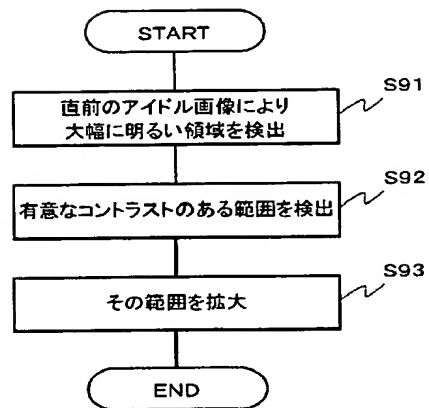 START
S91
直前のアイドル画像により
大幅に明るい領域を検出
S92
有意なコントラストのある範囲を検出
S93
その範囲を拡大
END